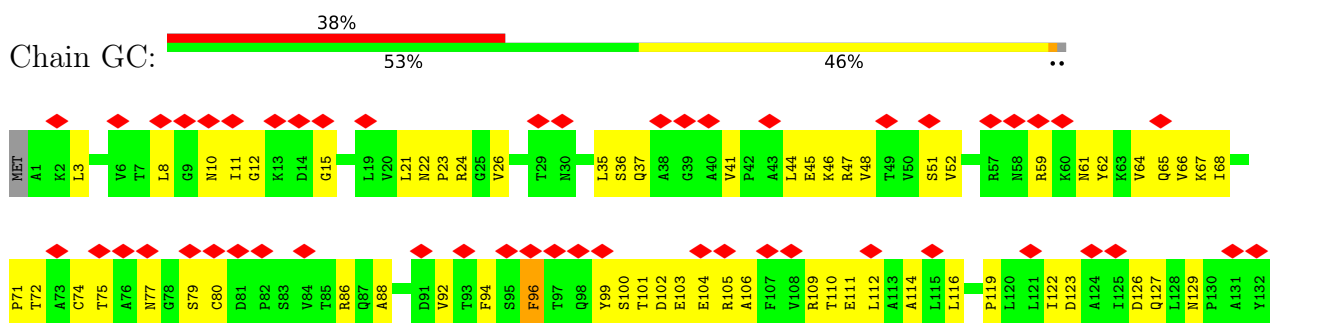 38%
Chain GC:
53% 46% ..
MET A1 K2 L3 V6 T7 L8 G9 N10 I11 G12 K13 D14 G15 L19 V20 L21 N22 P23 R24 G25 V26 T29 N30 L35 S36 Q37 A38 G39 A40 V41 P42 A43 L44 E45 K46 R47 V48 T49 V50 S51 V52 R57 N58 R59 K60 N61 Y62 K63 V64 Q65 V66 K67 I68
P71 T72 A73 C74 T75 A76 N77 G78 S79 C80 D81 P82 S83 V84 T85 R86 Q87 A88 D91 V92 T93 F94 S95 F96 T97 Q98 Y99 S100 T101 D102 E103 E104 R105 A106 F107 V108 R109 T110 E111 L112 A113 A114 L115 L116 P119 L120 L121 I122 D123 A124 I125 D126 Q127 L128 N129 P130 A131 Y132